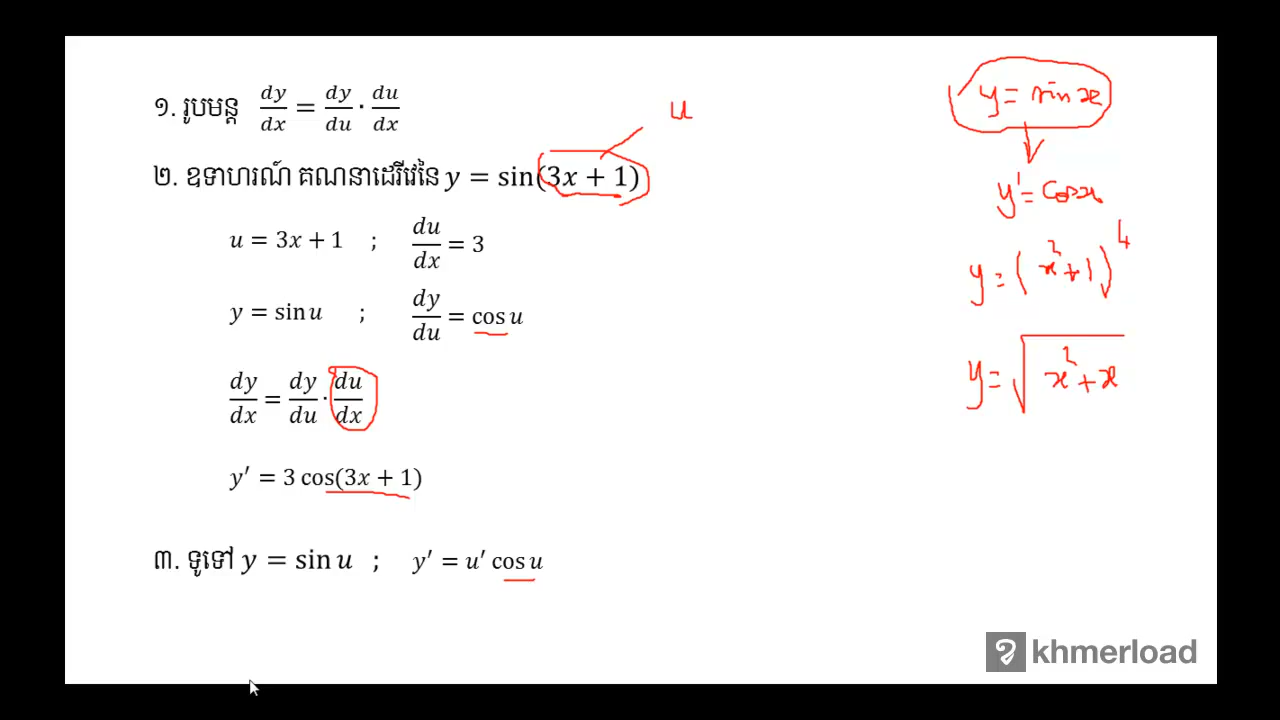 ១. រូបមន្ត dy/dx = dy/du · du/dx
២. ឧទាហរណ៍ គណនាដេរីវេនៃ y = sin(3x + 1)
u
u = 3x + 1 ; du/dx = 3
y = sin u ; dy/du = cos u
dy/dx = dy/du · du/dx
y′ = 3 cos(3x + 1)
៣. ទូទៅ y = sin u ; y′ = u′ cos u
y = sin x
y' = cos x
y = (x² + 1)⁴
y = √(x² + x)
khmerload